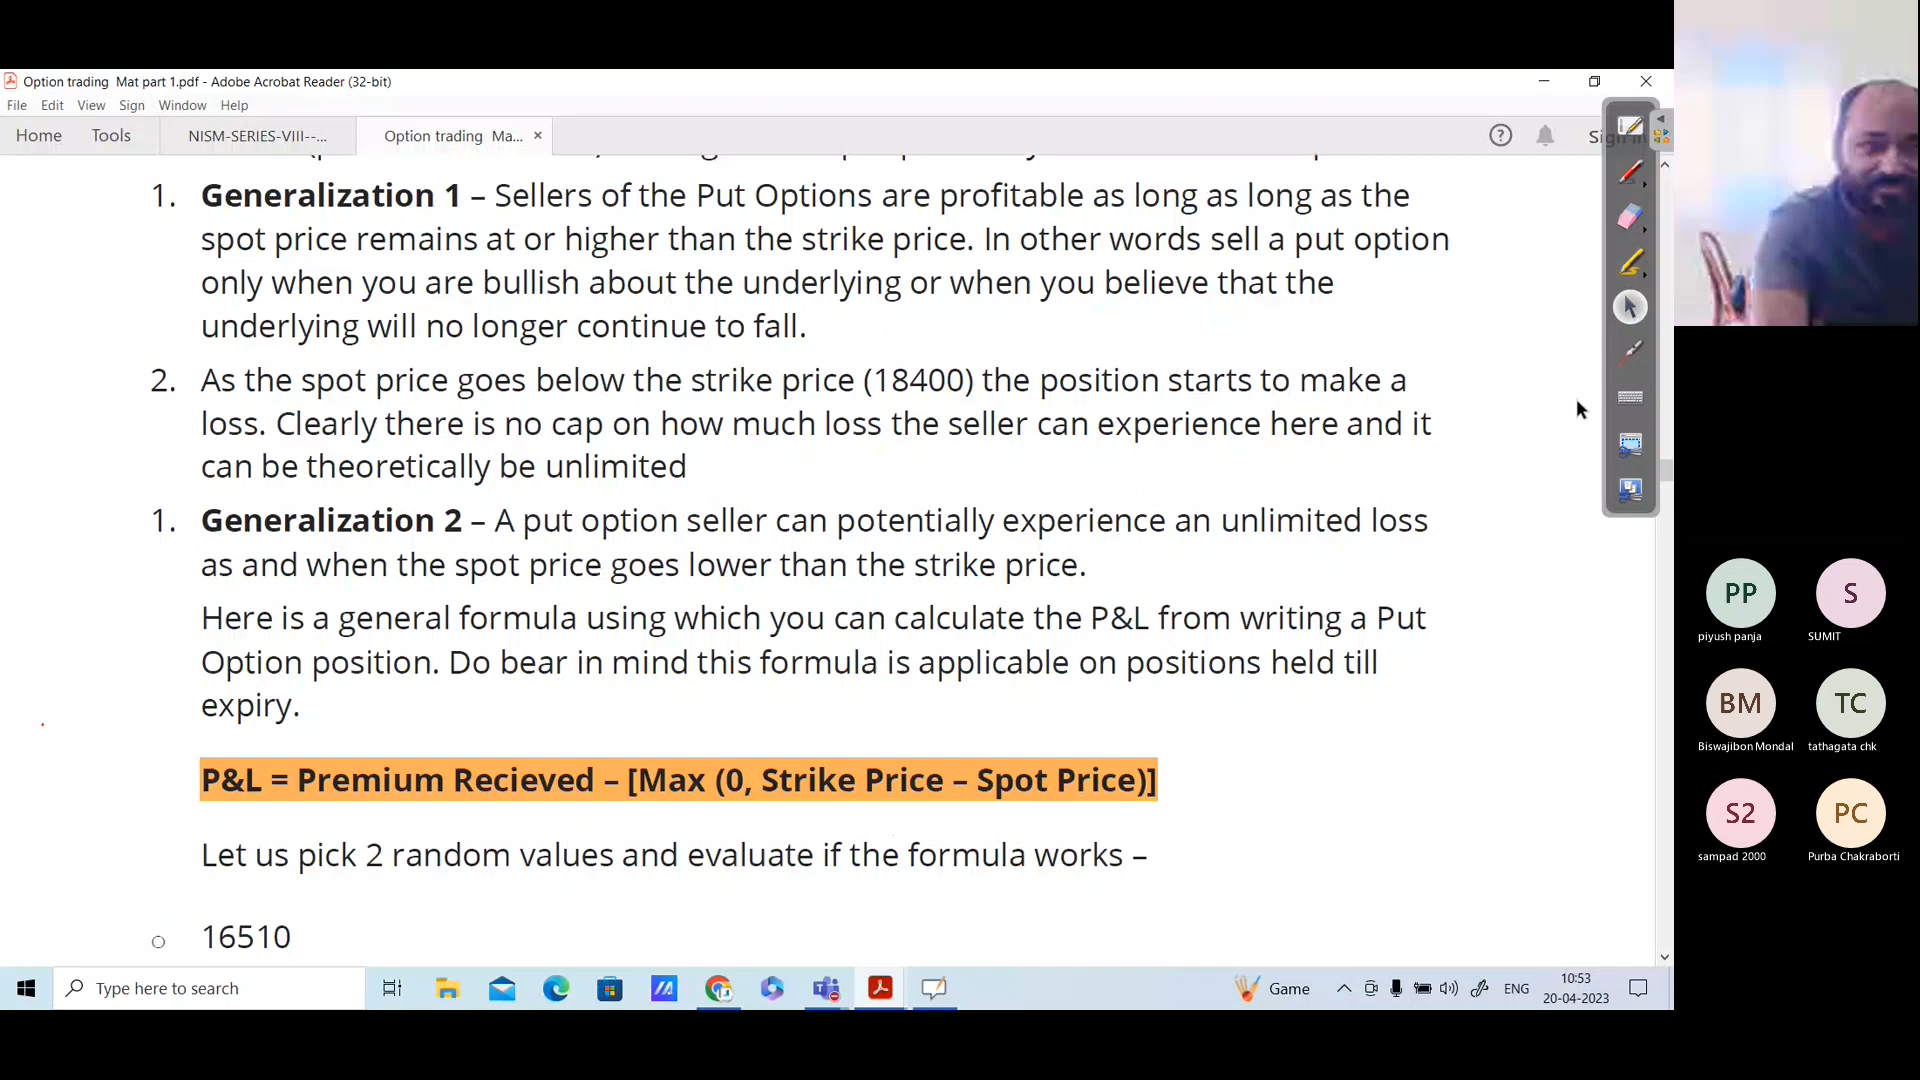 Option trading  Mat part 1.pdf - Adobe Acrobat Reader (32-bit)
File Edit View Sign Window Help
Home Tools NISM-SERIES-VIII--... Option trading  Ma... ×
1. Generalization 1 – Sellers of the Put Options are profitable as long as long as the
spot price remains at or higher than the strike price. In other words sell a put option
only when you are bullish about the underlying or when you believe that the
underlying will no longer continue to fall.
2. As the spot price goes below the strike price (18400) the position starts to make a
loss. Clearly there is no cap on how much loss the seller can experience here and it
can be theoretically be unlimited
1. Generalization 2 – A put option seller can potentially experience an unlimited loss
as and when the spot price goes lower than the strike price.
Here is a general formula using which you can calculate the P&L from writing a Put
Option position. Do bear in mind this formula is applicable on positions held till
expiry.
P&L = Premium Recieved – [Max (0, Strike Price – Spot Price)]
Let us pick 2 random values and evaluate if the formula works –
○ 16510
PP S
piyush panja SUMIT
BM TC
Biswajibon Mondal tathagata chk
S2 PC
sampad 2000 Purba Chakraborti
Type here to search Game ENG 10:53
20-04-2023